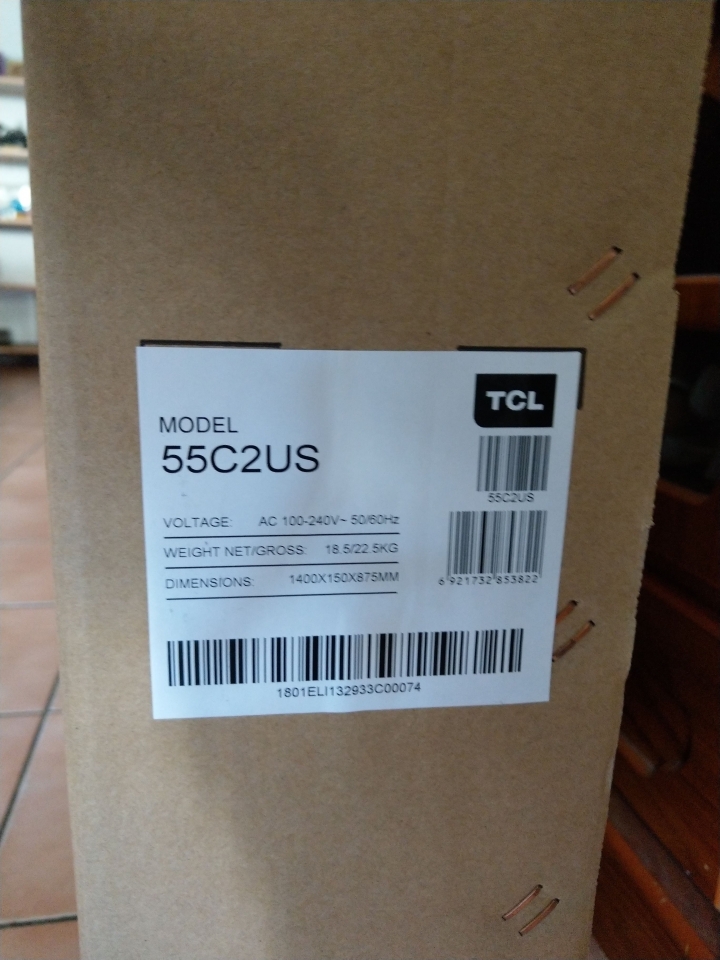 TCL
MODEL
55C2US
55C2US
VOLTAGE: AC 100-240V~ 50/60Hz
WEIGHT NET/GROSS: 18.5/22.5KG
DIMENSIONS: 1400X150X875MM
6 921732 853822
1801ELI132933C00074